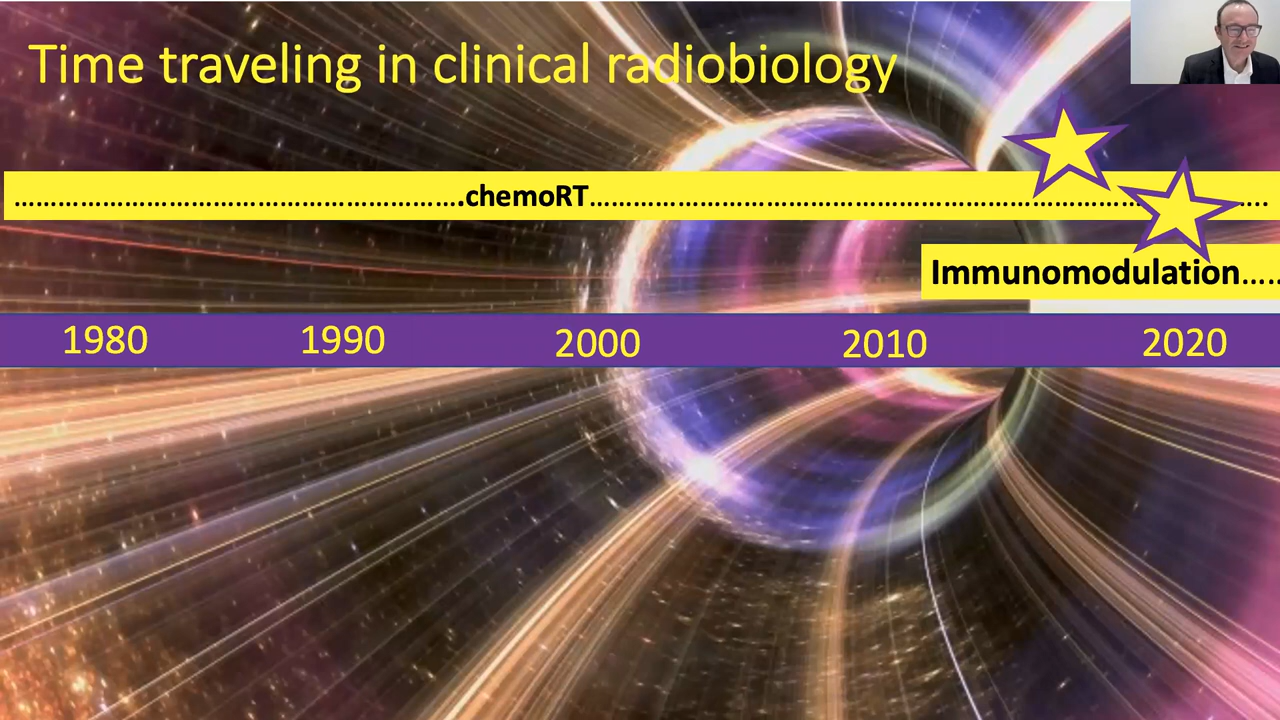 Time traveling in clinical radiobiology
……………………………………………………….chemoRT……………………………………………………………………………………….
Immunomodulation…..
1980 1990 2000 2010 2020